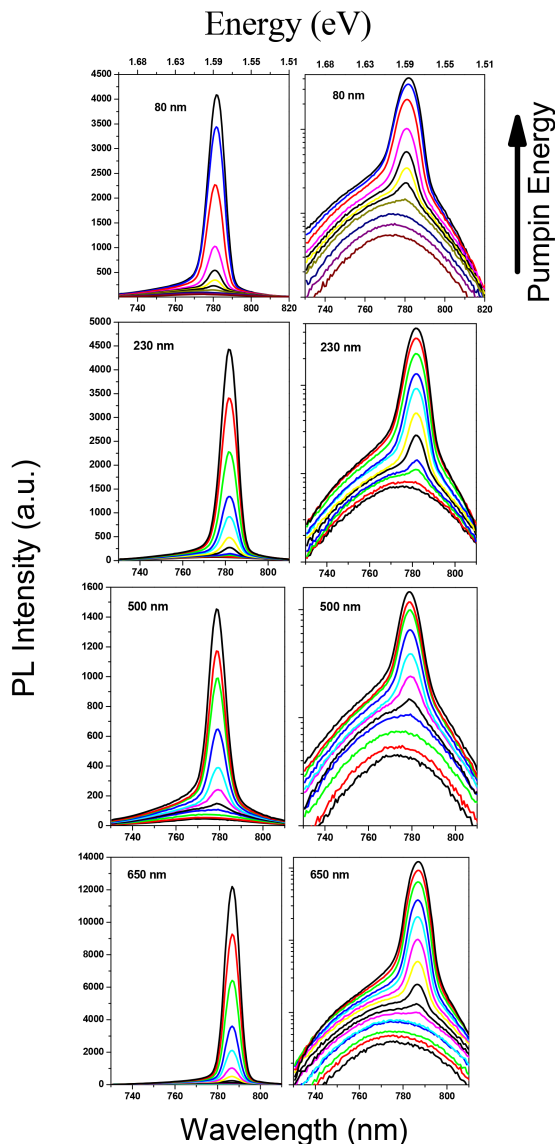 Energy (eV)
1.68 1.63 1.59 1.55 1.51 1.68 1.63 1.59 1.55 1.51
4500
4000
3500
3000
2500
2000
1500
1000
500
80 nm
80 nm
740 760 780 800 820 740 760 780 800 820
Pumpin Energy
5000
4500
4000
3500
3000
2500
2000
1500
1000
500
0
230 nm
230 nm
740 760 780 800 740 760 780 800
PL Intensity (a.u.)
1600
1400
1200
1000
800
600
400
200
0
500 nm
500 nm
740 760 780 800 740 760 780 800
14000
12000
10000
8000
6000
4000
2000
0
650 nm
650 nm
740 760 780 800 740 760 780 800
Wavelength (nm)